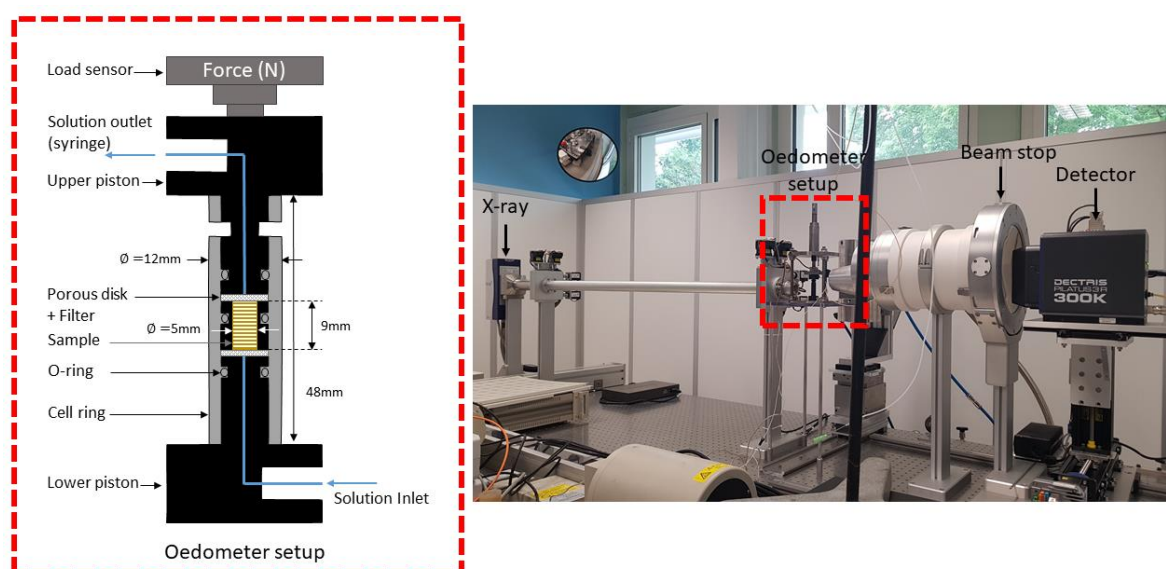 Load sensor
Force (N)
Solution outlet
(syringe)
Upper piston
Ø =12mm
Porous disk
+ Filter
Ø =5mm
Sample
9mm
O-ring
48mm
Cell ring
Lower piston
Solution Inlet
Oedometer setup
X-ray
Oedometer
setup
Beam stop
Detector
DECTRIS
PILATUS3 R
300K